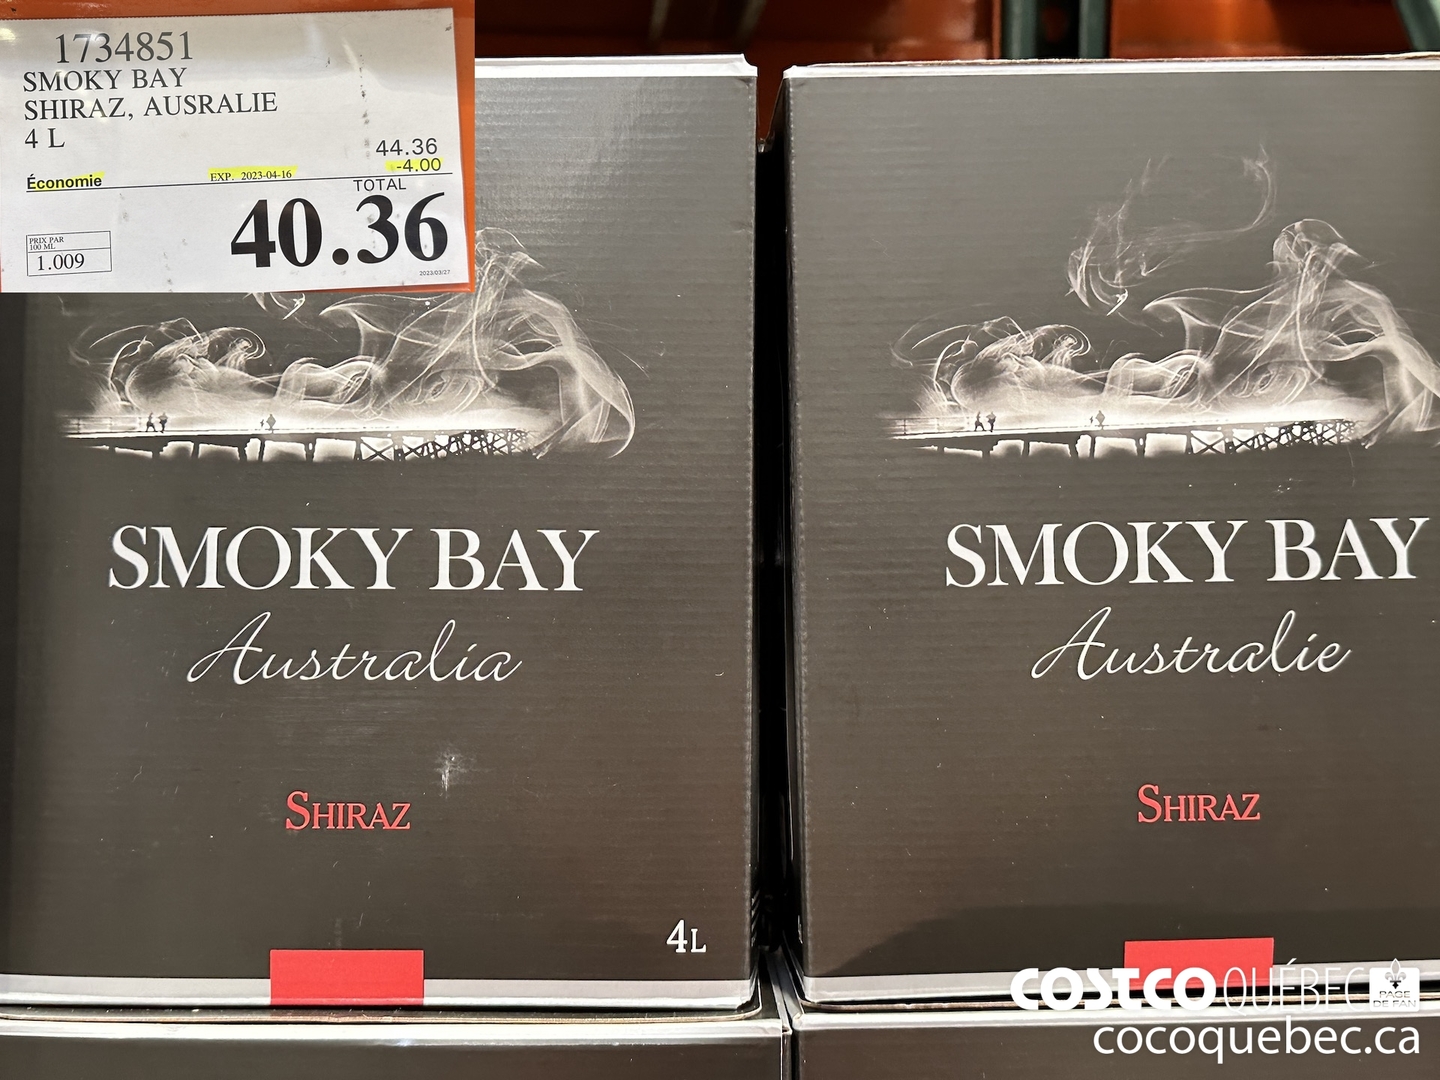 1734851
SMOKY BAY
SHIRAZ, AUSRALIE
4 L
44.36
-4.00
Économie
EXP. 2023-04-16
TOTAL
40.36
PRIX PAR
100 ML
1.009
2023/03/27
SMOKY BAY
Australia
SHIRAZ
4L
SMOKY BAY
Australie
SHIRAZ
COSTCO QUÉBEC
PAGE
DE FAN
cocoquebec.ca